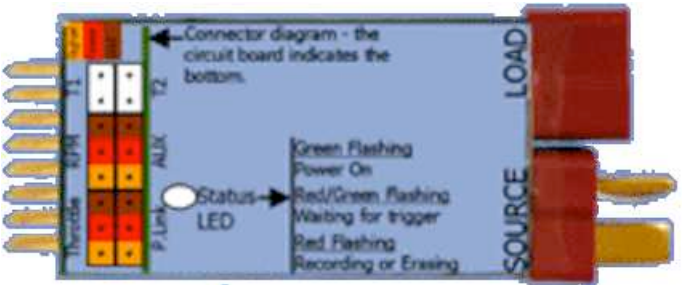 Connector diagram - the
circuit board indicates the
bottom.
T1
T2
RPM
AUX
Throttle
P.Link
Status
LED
Green Flashing
Power On
Red/Green Flashing
Waiting for trigger
Red Flashing
Recording or Erasing
LOAD
SOURCE